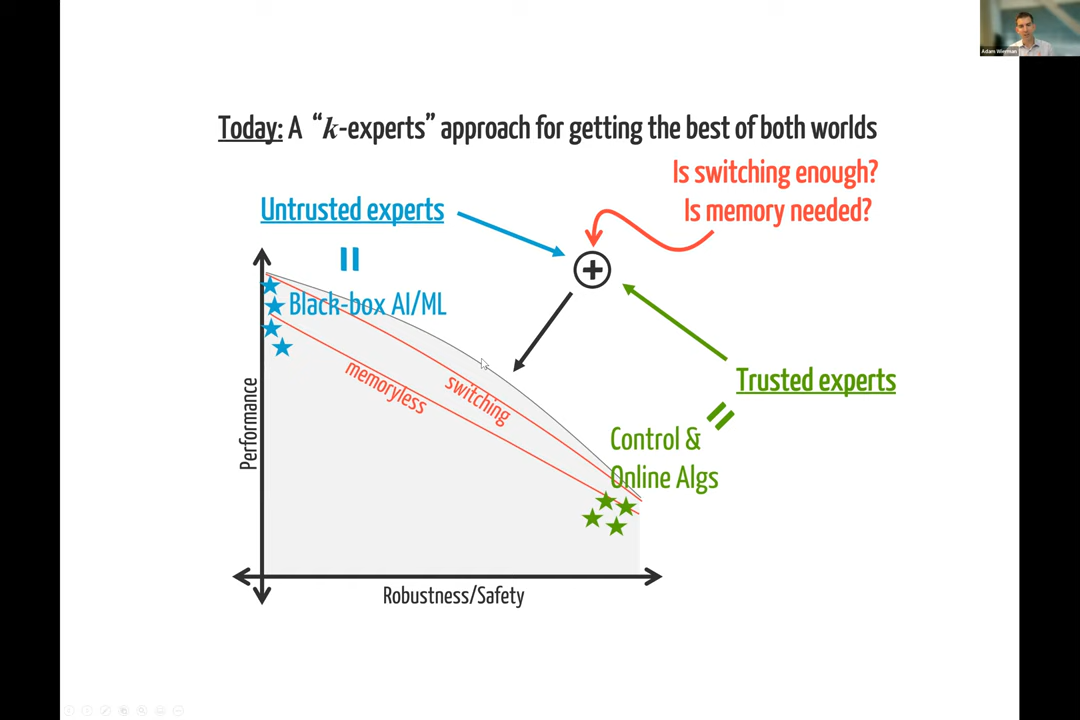 Adam Wierman
Today: A “k-experts” approach for getting the best of both worlds
Is switching enough?
Is memory needed?
Untrusted experts
Black-box AI/ML
memoryless
switching
Trusted experts
Control &
Online Algs
Performance
Robustness/Safety